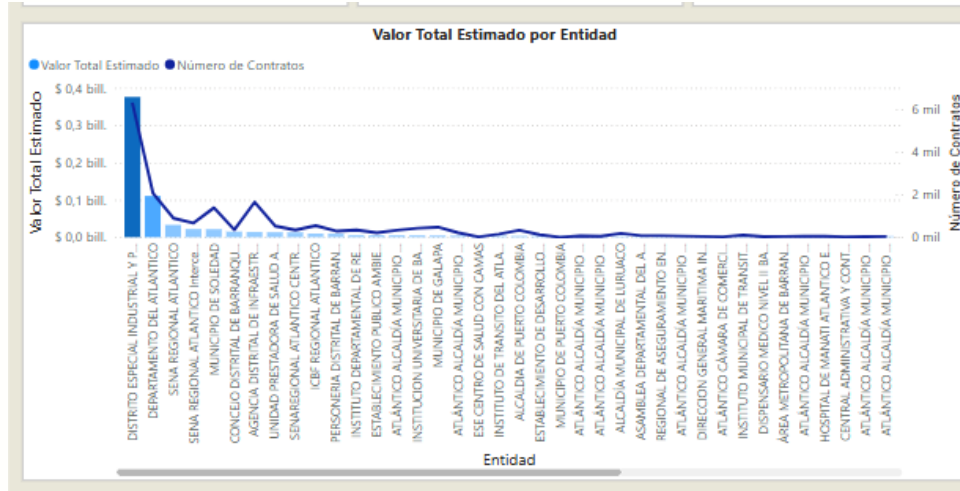 Valor Total Estimado por Entidad
Valor Total Estimado
Número de Contratos
$ 0,4 bill.
$ 0,3 bill.
$ 0,2 bill.
$ 0,1 bill.
$ 0,0 bill.
Valor Total Estimado
6 mil
4 mil
2 mil
0 mil
Número de Contratos
DISTRITO ESPECIAL INDUSTRIAL Y P...
DEPARTAMENTO DEL ATLANTICO
SENA REGIONAL ATLANTICO
SENA REGIONAL ATLANTICO Interce...
MUNICIPIO DE SOLEDAD
CONCEJO DISTRITAL DE BARRANQU...
AGENCIA DISTRITAL DE INFRAESTR...
UNIDAD PRESTADORA DE SALUD A...
SENAREGIONAL ATLANTICO CENTR...
ICBF REGIONAL ATLANTICO
PERSONERIA DISTRITAL DE BARRAN...
INSTITUTO DEPARTAMENTAL DE RE...
ESTABLECIMIENTO PUBLICO AMBIE...
ATLÁNTICO ALCALDÍA MUNICIPIO ...
INSTITUCION UNIVERSITARIA DE BA...
MUNICIPIO DE GALAPA
ATLÁNTICO ALCALDÍA MUNICIPIO ...
ESE CENTRO DE SALUD CON CAMAS
INSTITUTO DE TRANSITO DEL ATLA...
ALCALDIA DE PUERTO COLOMBIA
ESTABLECIMIENTO DE DESARROLLO ...
MUNICIPIO DE PUERTO COLOMBIA
ATLÁNTICO ALCALDÍA MUNICIPIO ...
ATLÁNTICO ALCALDÍA MUNICIPIO ...
ALCALDÍA MUNICIPAL DE LURUACO
ASAMBLEA DEPARTAMENTAL DEL A...
REGIONAL DE ASEGURAMIENTO EN...
ATLÁNTICO ALCALDÍA MUNICIPIO ...
DIRECCION GENERAL MARITIMA IN...
ATLÁNTICO CÁMARA DE COMERCI...
INSTITUTO MUNICIPAL DE TRANSIT...
DISPENSARIO MEDICO NIVEL II BA...
ÁREA METROPOLITANA DE BARRAN...
ATLÁNTICO ALCALDÍA MUNICIPIO ...
HOSPITAL DE MANATI ATLANTICO E...
CENTRAL ADMINISTRATIVA Y CONT...
ATLÁNTICO ALCALDÍA MUNICIPIO ...
ATLÁNTICO ALCALDÍA MUNICIPIO ...
Entidad